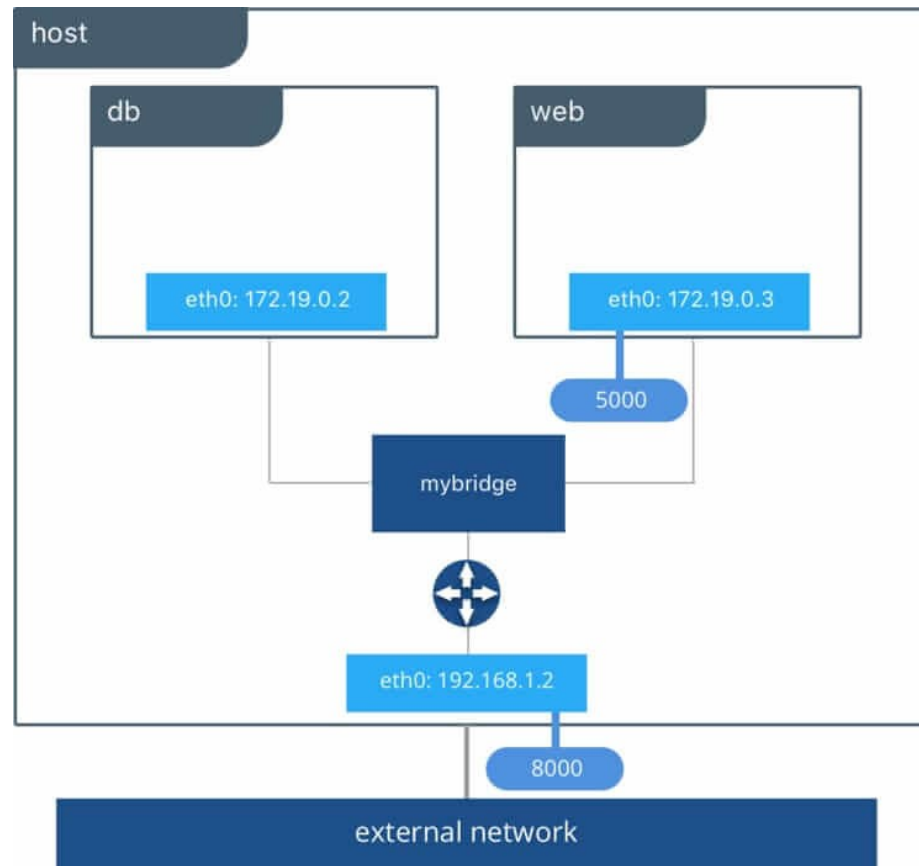 host
db
web
eth0: 172.19.0.2
eth0: 172.19.0.3
5000
mybridge
eth0: 192.168.1.2
8000
external network